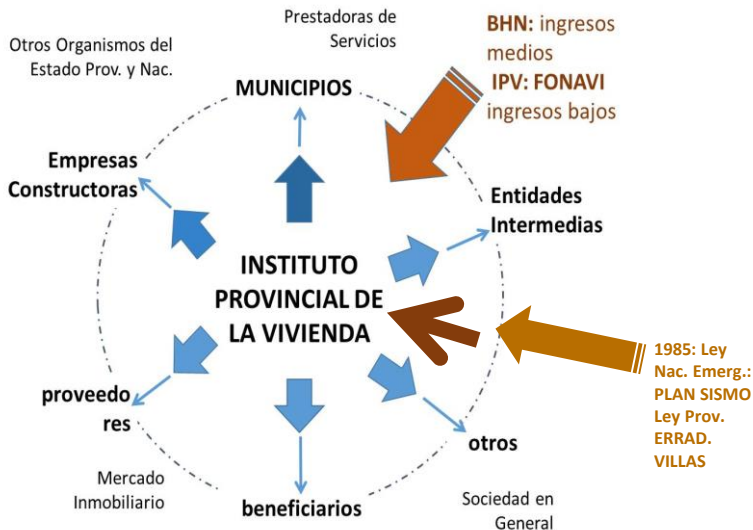 Prestadoras de
Servicios
BHN: ingresos
medios
IPV: FONAVI
ingresos bajos
Otros Organismos del
Estado Prov. y Nac.
MUNICIPIOS
Empresas
Constructoras
Entidades
Intermedias
INSTITUTO
PROVINCIAL DE
LA VIVIENDA
1985: Ley
Nac. Emerg.:
PLAN SISMO
Ley Prov.
ERRAD.
VILLAS
proveedo
res
otros
Mercado
Inmobiliario
beneficiarios
Sociedad en
General